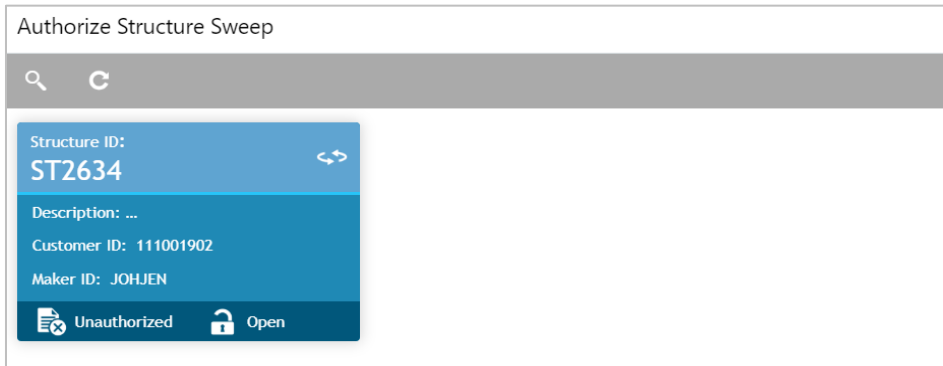 Authorize Structure Sweep
Structure ID:
ST2634
Description: ...
Customer ID: 111001902
Maker ID: JOHJEN
Unauthorized Open